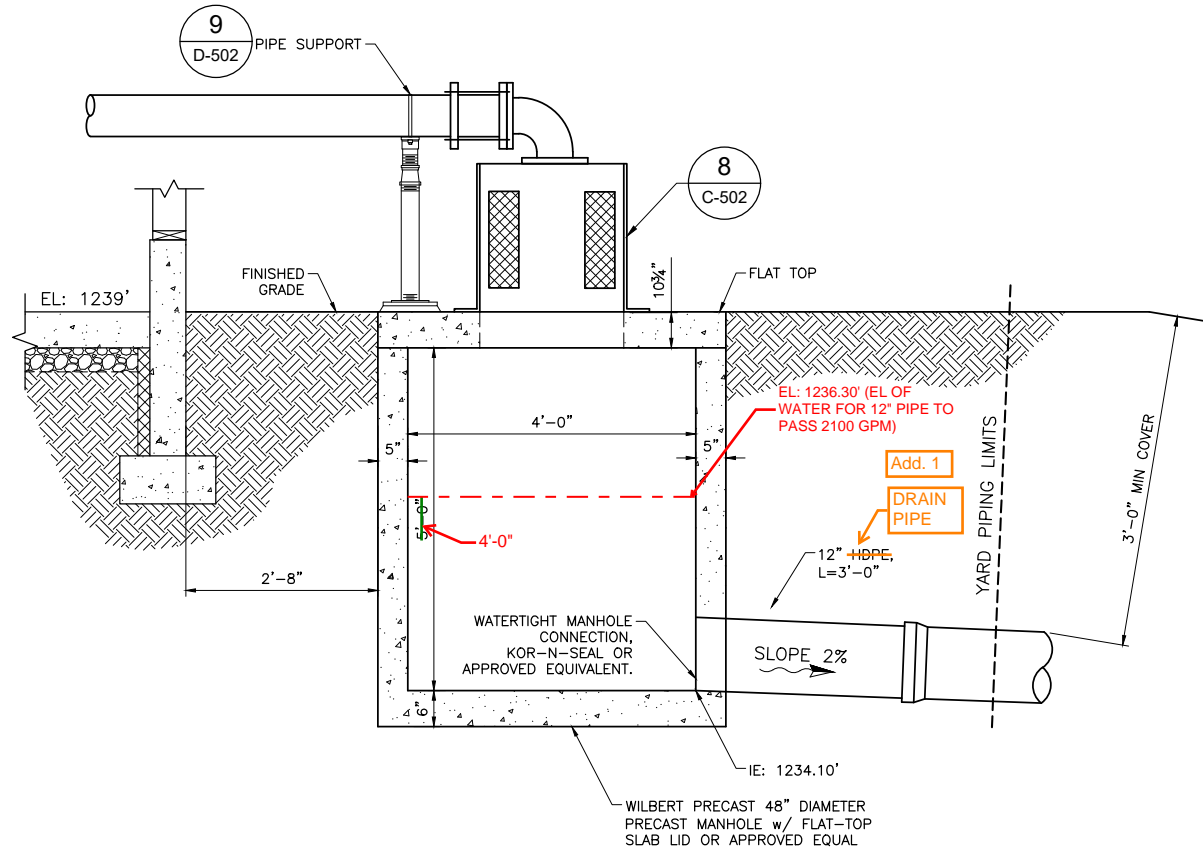 9
D-502
PIPE SUPPORT
8
C-502
FINISHED
GRADE
FLAT TOP
10¾"
EL: 1239'
EL: 1236.30' (EL OF
WATER FOR 12" PIPE TO
PASS 2100 GPM)
4'-0"
5"
5"
Add. 1
DRAIN
PIPE
YARD PIPING LIMITS
3'-0" MIN COVER
5'-0"
4'-0"
12" HDPE,
L=3'-0"
2'-8"
WATERTIGHT MANHOLE
CONNECTION,
KOR-N-SEAL OR
APPROVED EQUIVALENT.
SLOPE 2%
6"
IE: 1234.10'
WILBERT PRECAST 48" DIAMETER
PRECAST MANHOLE w/ FLAT-TOP
SLAB LID OR APPROVED EQUAL